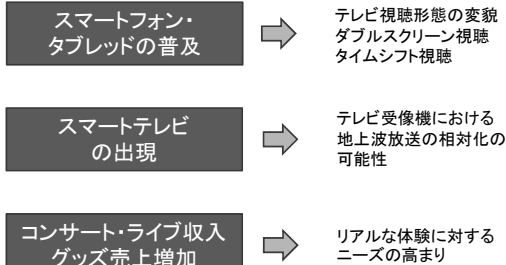 スマートフォン・
タブレッドの普及
テレビ視聴形態の変貌
ダブルスクリーン視聴
タイムシフト視聴
スマートテレビ
の出現
テレビ受像機における
地上波放送の相対化の
可能性
コンサート・ライブ収入
グッズ売上増加
リアルな体験に対する
ニーズの高まり